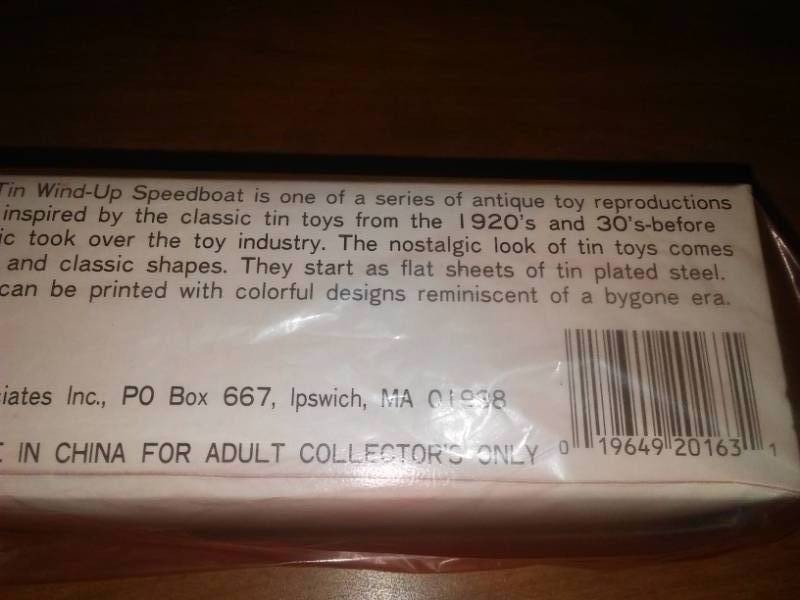 Tin Wind-Up Speedboat is one of a series of antique toy reproductions
inspired by the classic tin toys from the 1920's and 30's-before
ic took over the toy industry. The nostalgic look of tin toys comes
and classic shapes. They start as flat sheets of tin plated steel.
can be printed with colorful designs reminiscent of a bygone era.
iates Inc., PO Box 667, Ipswich, MA 01938
IN CHINA FOR ADULT COLLECTOR'S ONLY
0 19649 20163 1